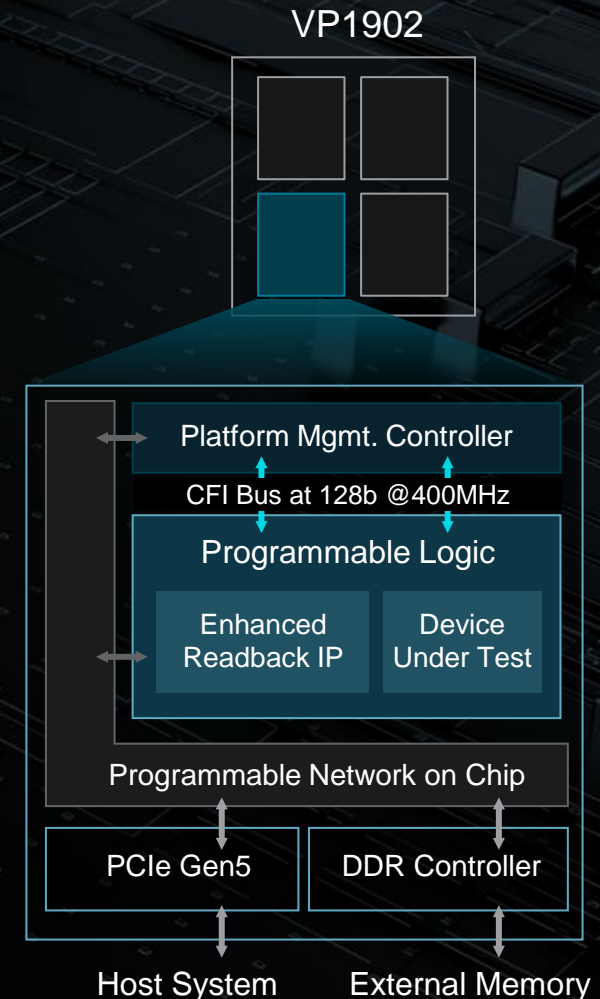 VP1902
Platform Mgmt. Controller
CFI Bus at 128b @400MHz
Programmable Logic
Enhanced
Readback IP
Device
Under Test
Programmable Network on Chip
PCIe Gen5
DDR Controller
Host System
External Memory